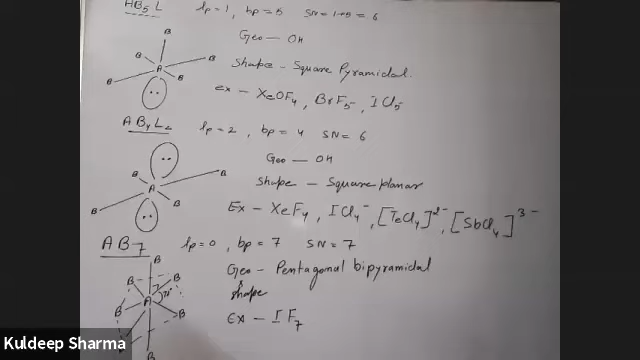 AB5L lp=1, bp=5 SN=1+5=6
Geo - OH
Shape - Square Pyramidal.
ex - XeOF4, BrF5, ICl5
B
B
B
B
A
B
AB4L2 lp=2, bp=4 SN=6
Geo - OH
Shape - Square planar
Ex - XeF4, ICl4⁻, [TeCl4]²⁻, [SbCl4]³⁻
B
B
A
B
B
AB7 lp=0, bp=7 SN=7
Geo - Pentagonal bipyramidal
Shape
Ex - IF7
B
B
B
A
B
B
B
Kuldeep Sharma